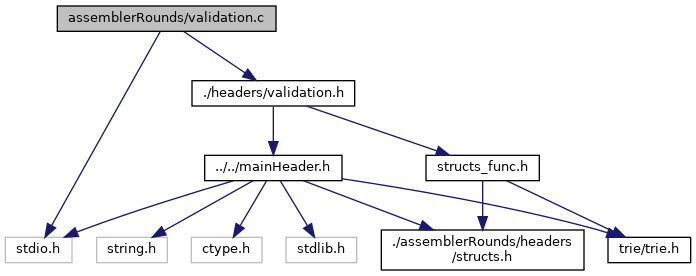 assemblerRounds/validation.c
./headers/validation.h
../../mainHeader.h
structs_func.h
stdio.h
string.h
ctype.h
stdlib.h
./assemblerRounds/headers
/structs.h
trie/trie.h